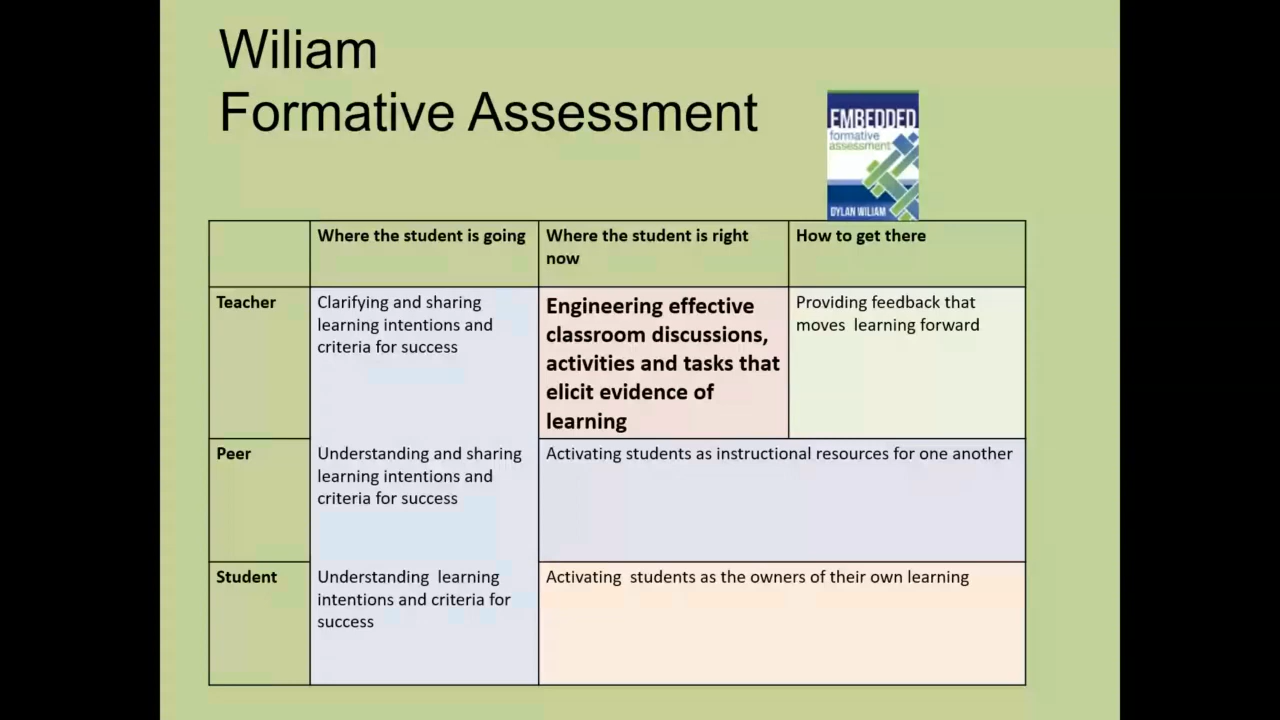 Wiliam
Formative Assessment
EMBEDDED
formative
assessment
DYLAN WILIAM
Where the student is going
Where the student is right
now
How to get there
Teacher
Clarifying and sharing
learning intentions and
criteria for success
Engineering effective
classroom discussions,
activities and tasks that
elicit evidence of
learning
Providing feedback that
moves learning forward
Peer
Understanding and sharing
learning intentions and
criteria for success
Activating students as instructional resources for one another
Student
Understanding learning
intentions and criteria for
success
Activating students as the owners of their own learning